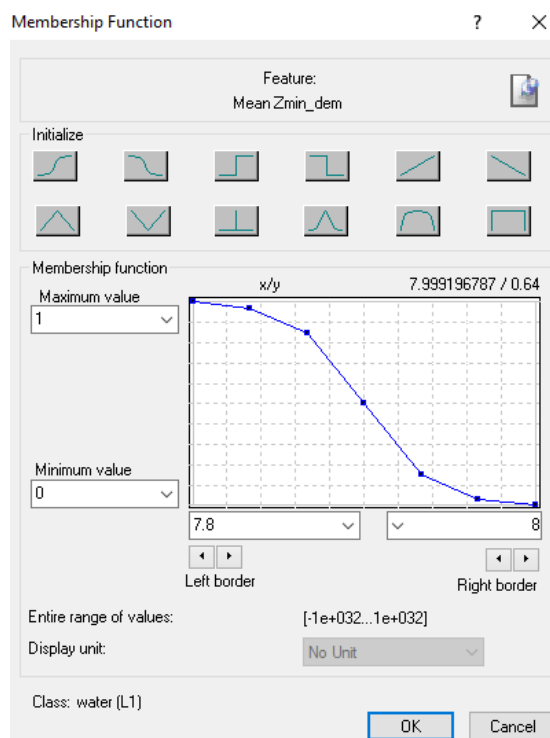 Membership Function ?
Feature:
Mean Zmin_dem
Initialize
Membership function
x/y 7.999196787 / 0.64
Maximum value
1
Minimum value
0
7.8 8
Left border
Right border
Entire range of values: [-1e+032...1e+032]
Display unit: No Unit
Class: water (L1)
OK Cancel